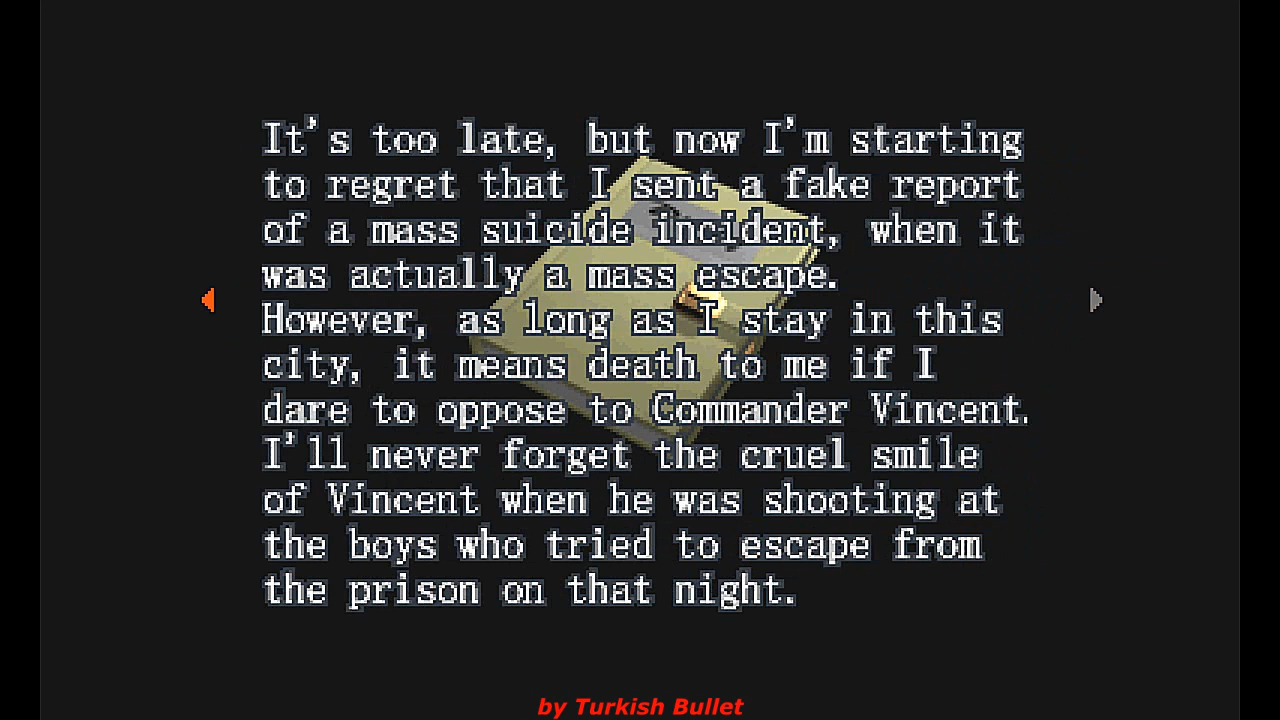 It's too late, but now I'm starting
to regret that I sent a fake report
of a mass suicide incident, when it
was actually a mass escape.
However, as long as I stay in this
city, it means death to me if I
dare to oppose to Commander Vincent.
I'll never forget the cruel smile
of Vincent when he was shooting at
the boys who tried to escape from
the prison on that night.
by Turkish Bullet